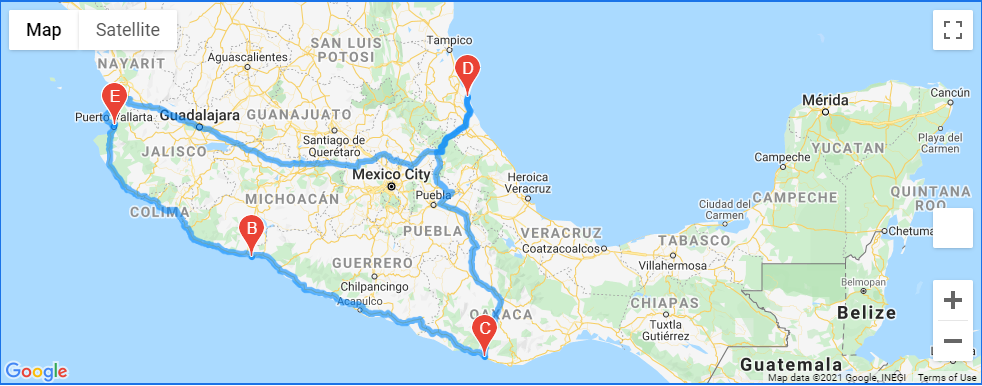 Map
Satellite
Tampico
SAN LUIS
POTOSI
Aguascalientes
NAYARIT
D
E
Puerto Vallarta
Guadalajara
GUANAJUATO
Santiago de
Querétaro
JALISCO
Mexico City
Puebla
MICHOACÁN
COLIMA
B
PUEBLA
Heroica
Veracruz
VERACRUZ
Coatzacoalcos
GUERRERO
Chilpancingo
Acapulco
OAXACA
C
Mérida
Cancún
YUCATAN
Playa del
Carmen
Campeche
CAMPECHE
QUINTANA
ROO
Ciudad del
Carmen
Chetuma
TABASCO
Villahermosa
CHIAPAS
Tuxtla
Gutiérrez
Belmopan
Belize
Guatemala
Google
Map data ©2021 Google, INEGI
Terms of Use